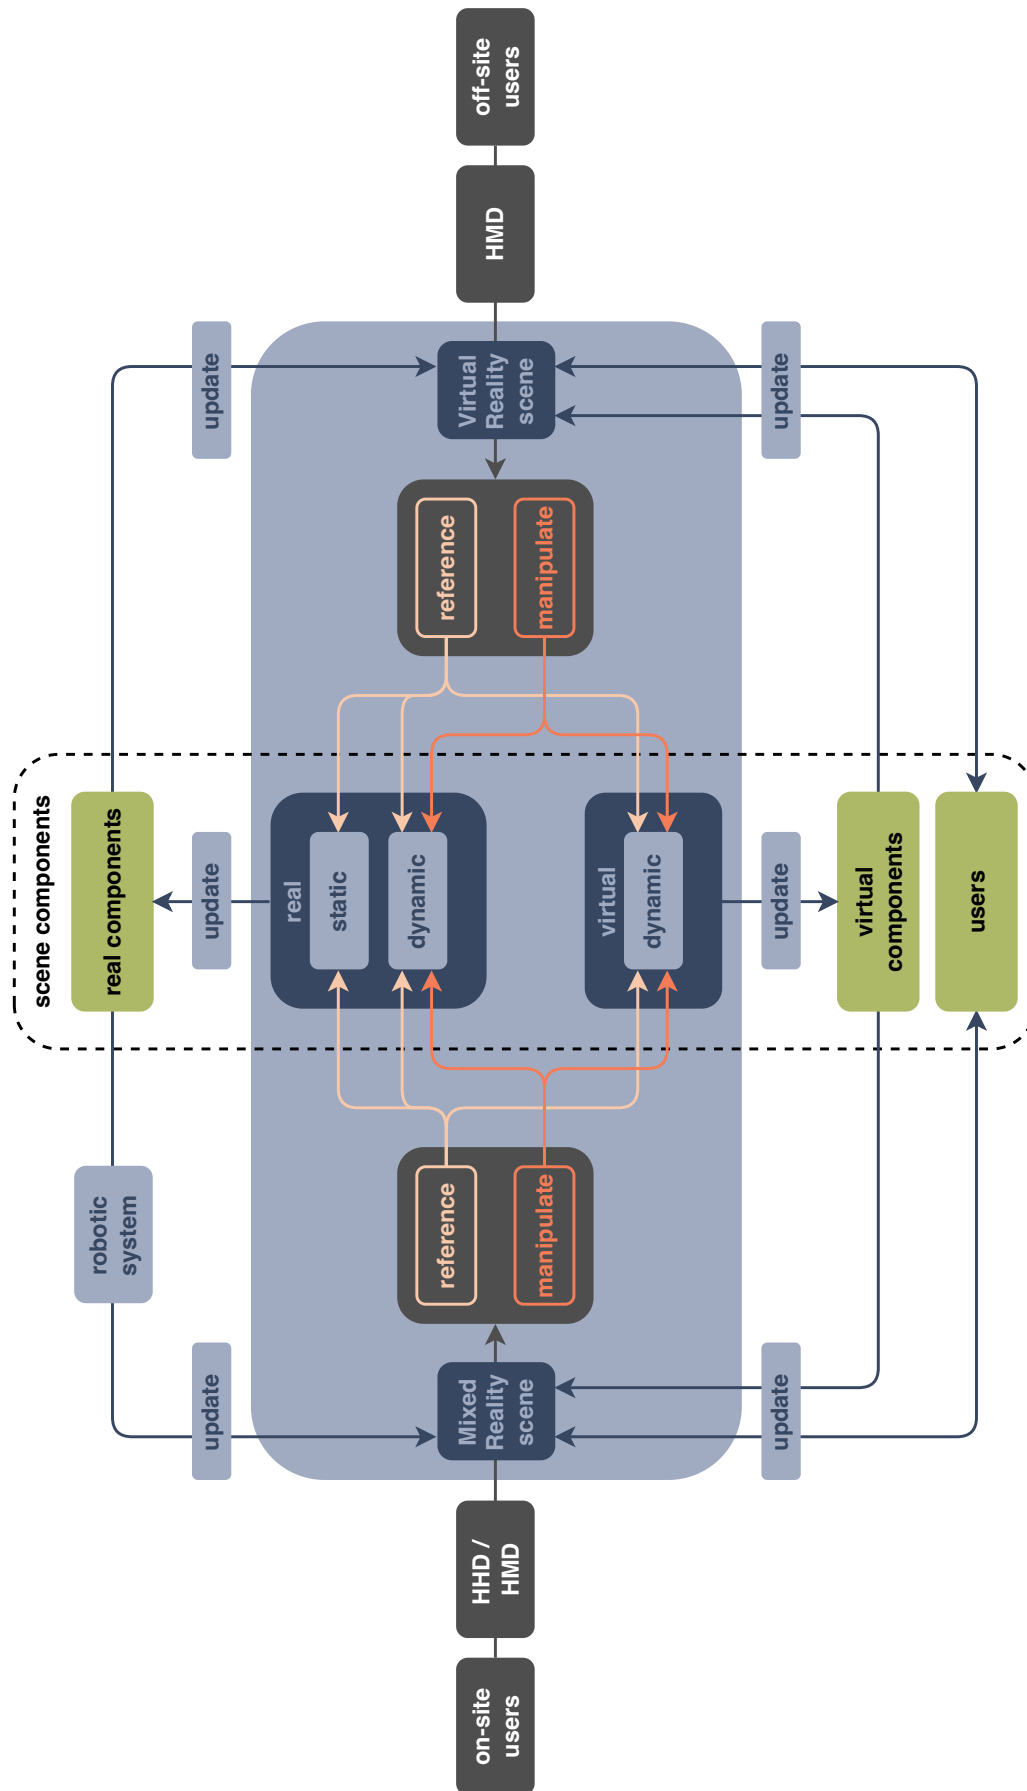 scene components
real components
robotic
system
update
update
update
real
static
dynamic
on-site
users
HHD /
HMD
Mixed
Reality
scene
reference
manipulate
reference
manipulate
Virtual
Reality
scene
HMD
off-site
users
virtual
dynamic
update
update
update
virtual
components
users